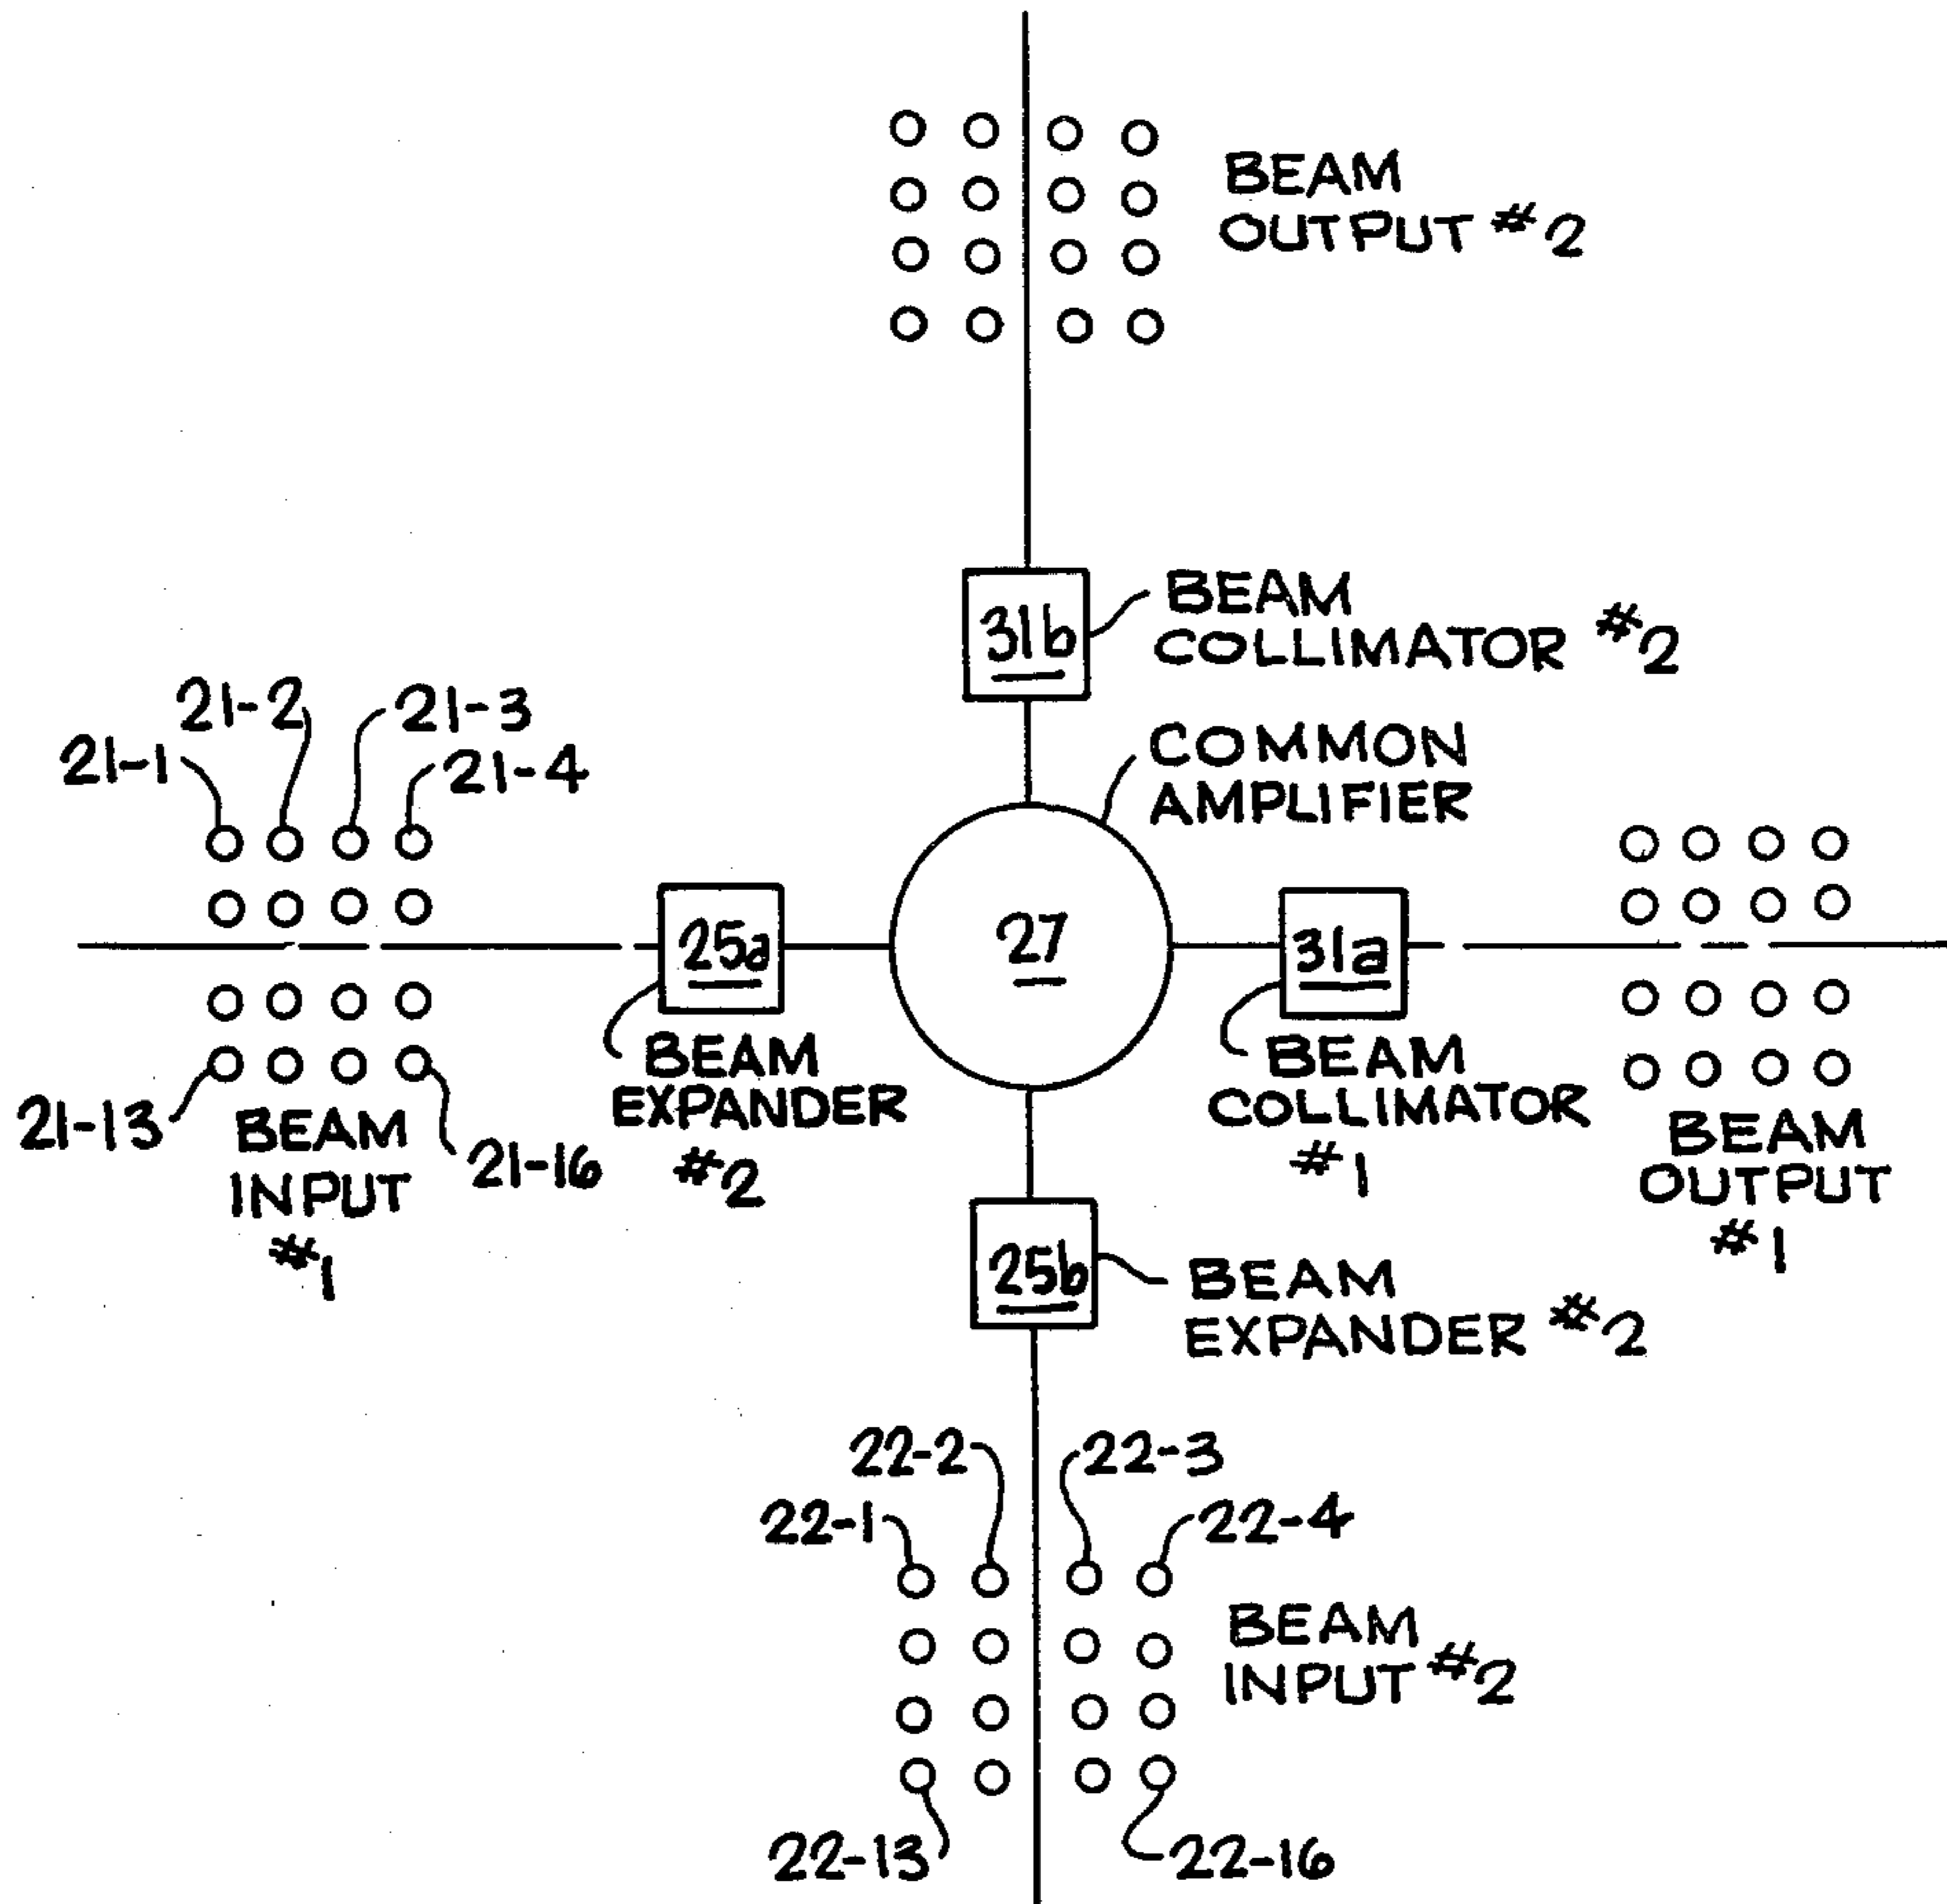 BEAM
OUTPUT #2
31b
BEAM
COLLIMATOR #2
21-2
21-3
21-1
21-4
COMMON
AMPLIFIER
25a
27
31a
BEAM
EXPANDER
#2
BEAM
COLLIMATOR
#1
21-13
BEAM
INPUT
#1
21-16
BEAM
OUTPUT
#1
25b
BEAM
EXPANDER #2
22-2
22-3
22-1
22-4
BEAM
INPUT #2
22-13
22-16